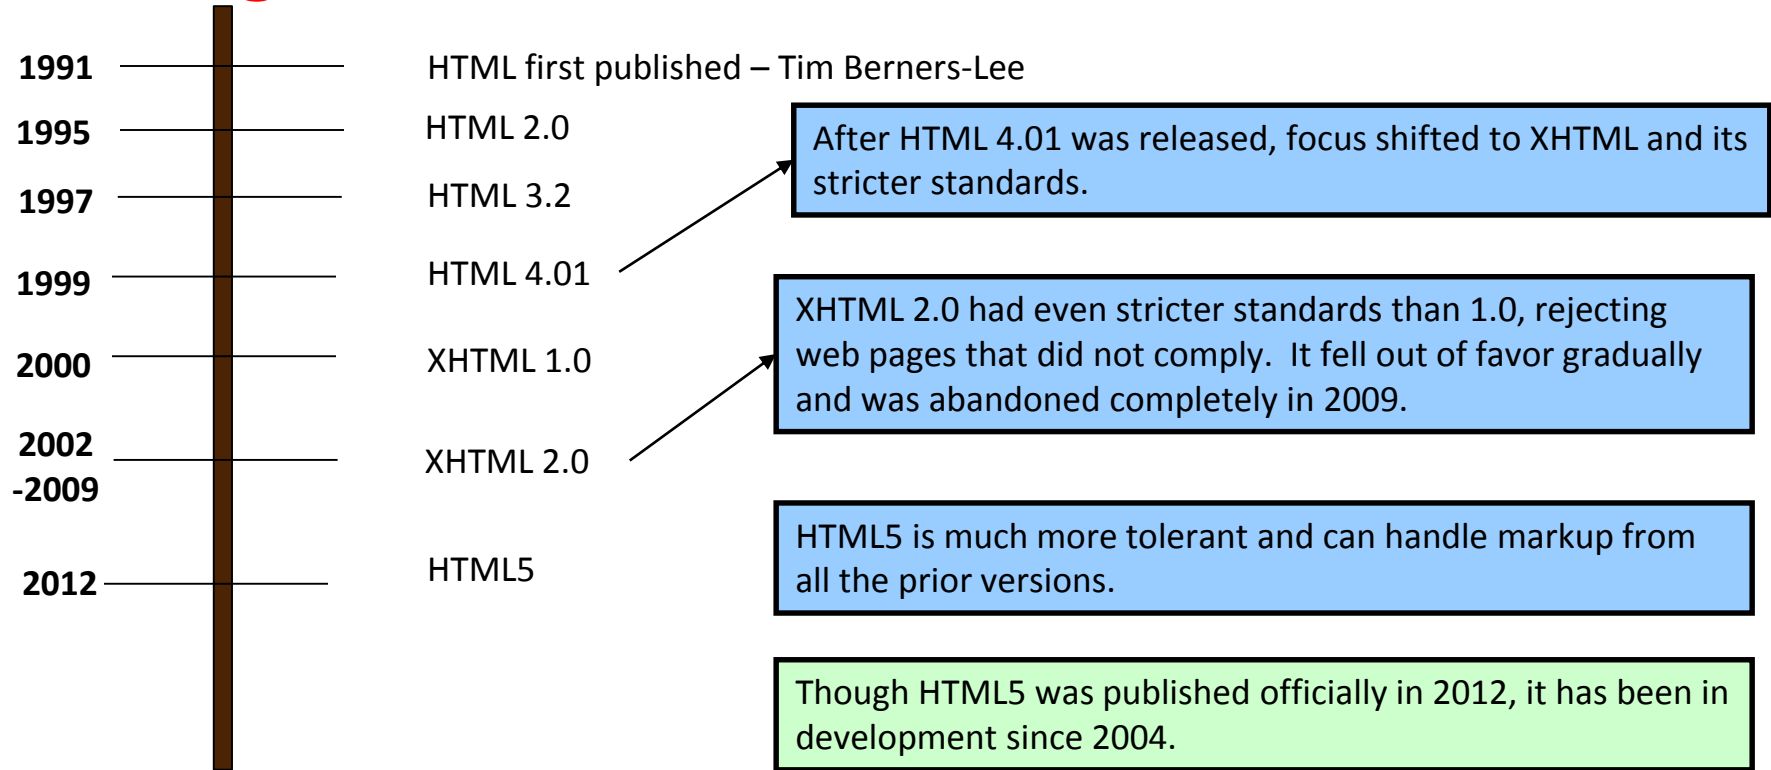 1991
HTML first published – Tim Berners-Lee
1995
HTML 2.0
After HTML 4.01 was released, focus shifted to XHTML and its
stricter standards.
1997
HTML 3.2
1999
HTML 4.01
XHTML 2.0 had even stricter standards than 1.0, rejecting
web pages that did not comply.  It fell out of favor gradually
and was abandoned completely in 2009.
2000
XHTML 1.0
2002
-2009
XHTML 2.0
HTML5 is much more tolerant and can handle markup from
all the prior versions.
2012
HTML5
Though HTML5 was published officially in 2012, it has been in
development since 2004.